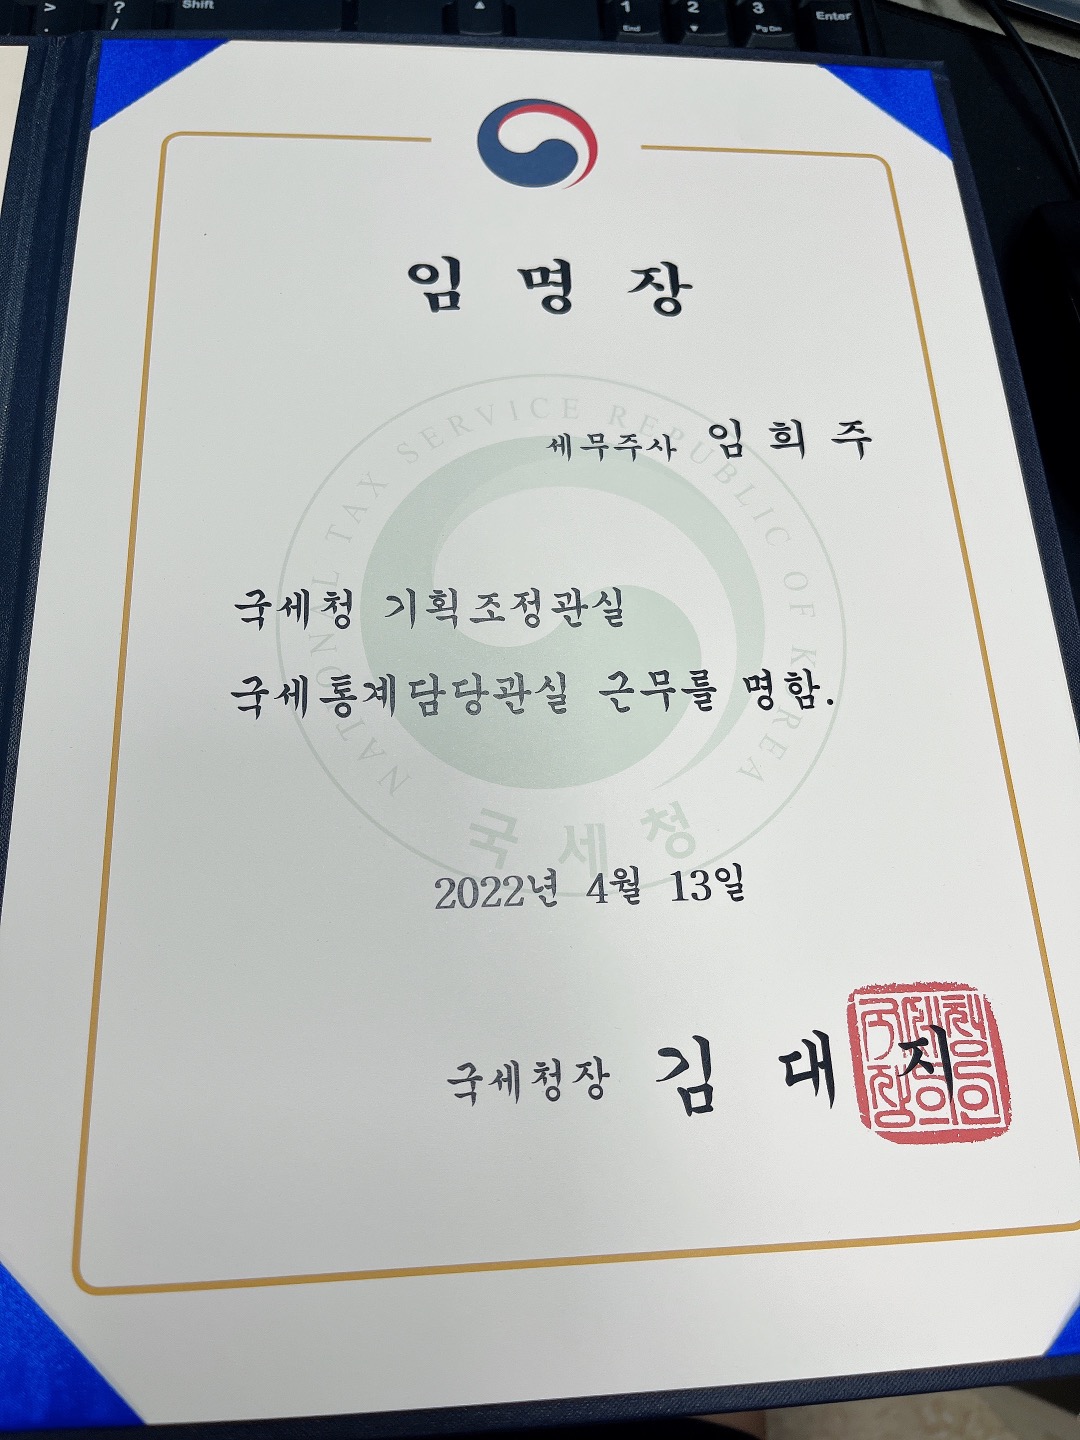 >
.
?
/
Shift
1
End
2
3
Pg Dn
Enter
임 명 장
NATIONAL TAX SERVICE REPUBLIC OF KOREA
세무주사 임 희 주
국세청 기획조정관실
국세통계담당관실 근무를 명함.
국 세 청
2022년 4월 13일
국세청장 김 대 지
국세청장의인